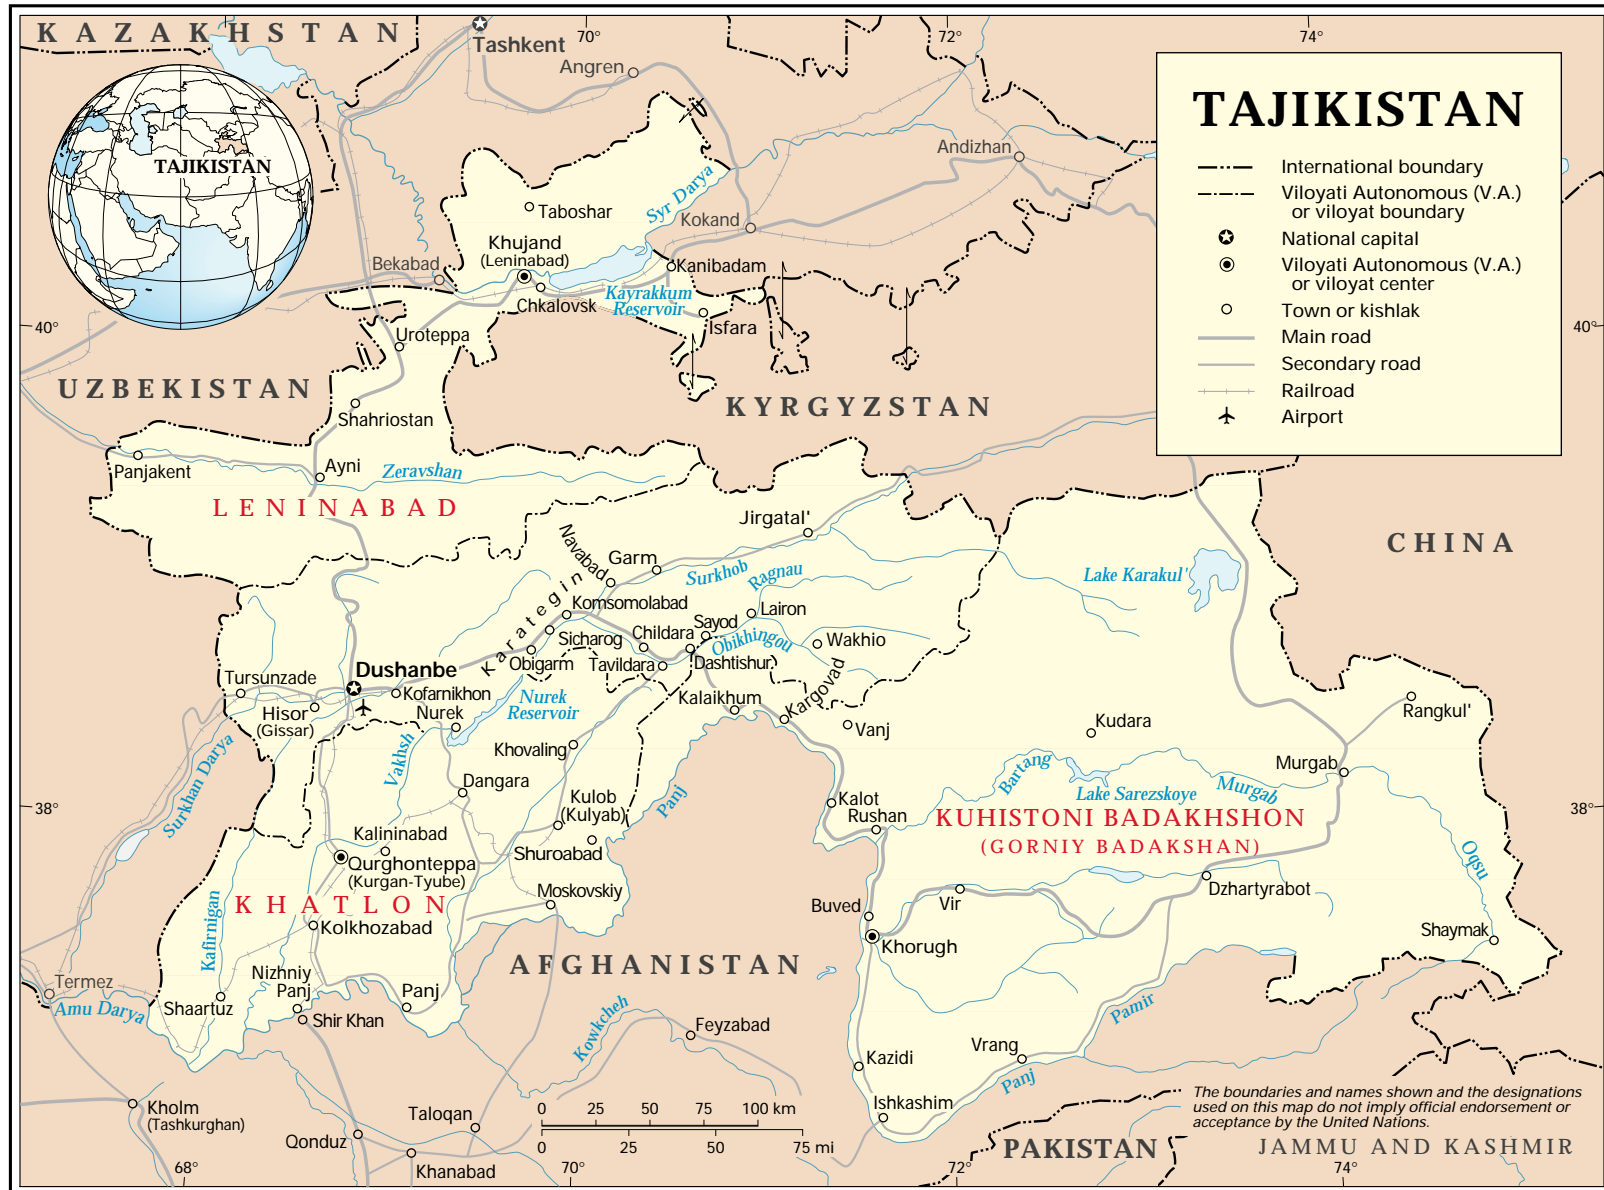 KAZAKHSTAN
Tashkent
70°
72°
74°
Angren
TAJIKISTAN
Andizhan
TAJIKISTAN
International boundary
Viloyati Autonomous (V.A.)
or viloyat boundary
National capital
Viloyati Autonomous (V.A.)
or viloyat center
Town or kishlak
Main road
Secondary road
Railroad
Airport
Taboshar
Syr Darya
Kokand
Khujand
(Leninabad)
Bekabad
Kanibadam
Chkalovsk
Kayrakkum
Reservoir
Isfara
40°
40°
Uroteppa
UZBEKISTAN
KYRGYZSTAN
Shahriostan
Panjakent
Ayni
Zeravshan
LENINABAD
Jirgatal'
CHINA
Navabad
Garm
Surkhob
Ragnau
Lake Karakul'
Karategin
Komsomolabad
Lairon
Sayod
Sicharog
Childara
Obikhingou
Wakhio
Obigarm
Tavildara
Dashtishur
Dushanbe
Tursunzade
Kofarnikhon
Nurek
Reservoir
Kalaikhum
Kargovad
Rangkul'
Hisor
(Gissar)
Nurek
Vanj
Kudara
Khovaling
Vakhsh
Surkhan Darya
Dangara
Murgab
Bartang
Murgab
Lake Sarezskoye
Panj
Kulob
(Kulyab)
Kalot
Rushan
38°
38°
KUHISTONI BADAKHSHON
(GORNIY BADAKSHAN)
Kalininabad
Shuroabad
Qurghonteppa
(Kurgan-Tyube)
Oqsu
Dzhartyrabot
Moskovskiy
KHATLON
Vir
Buved
Kafirnigan
Kolkhozabad
Khorugh
Shaymak
AFGHANISTAN
Termez
Nizhniy
Panj
Panj
Amu Darya
Shaartuz
Shir Khan
Kowkcheh
Feyzabad
Pamir
Vrang
Kazidi
Panj
Ishkashim
The boundaries and names shown and the designations
used on this map do not imply official endorsement or
acceptance by the United Nations.
Kholm
(Tashkurghan)
Taloqan
0 25 50 75 100 km
0 25 50 75 mi
Qonduz
Khanabad
PAKISTAN
JAMMU AND KASHMIR
68°
70°
72°
74°